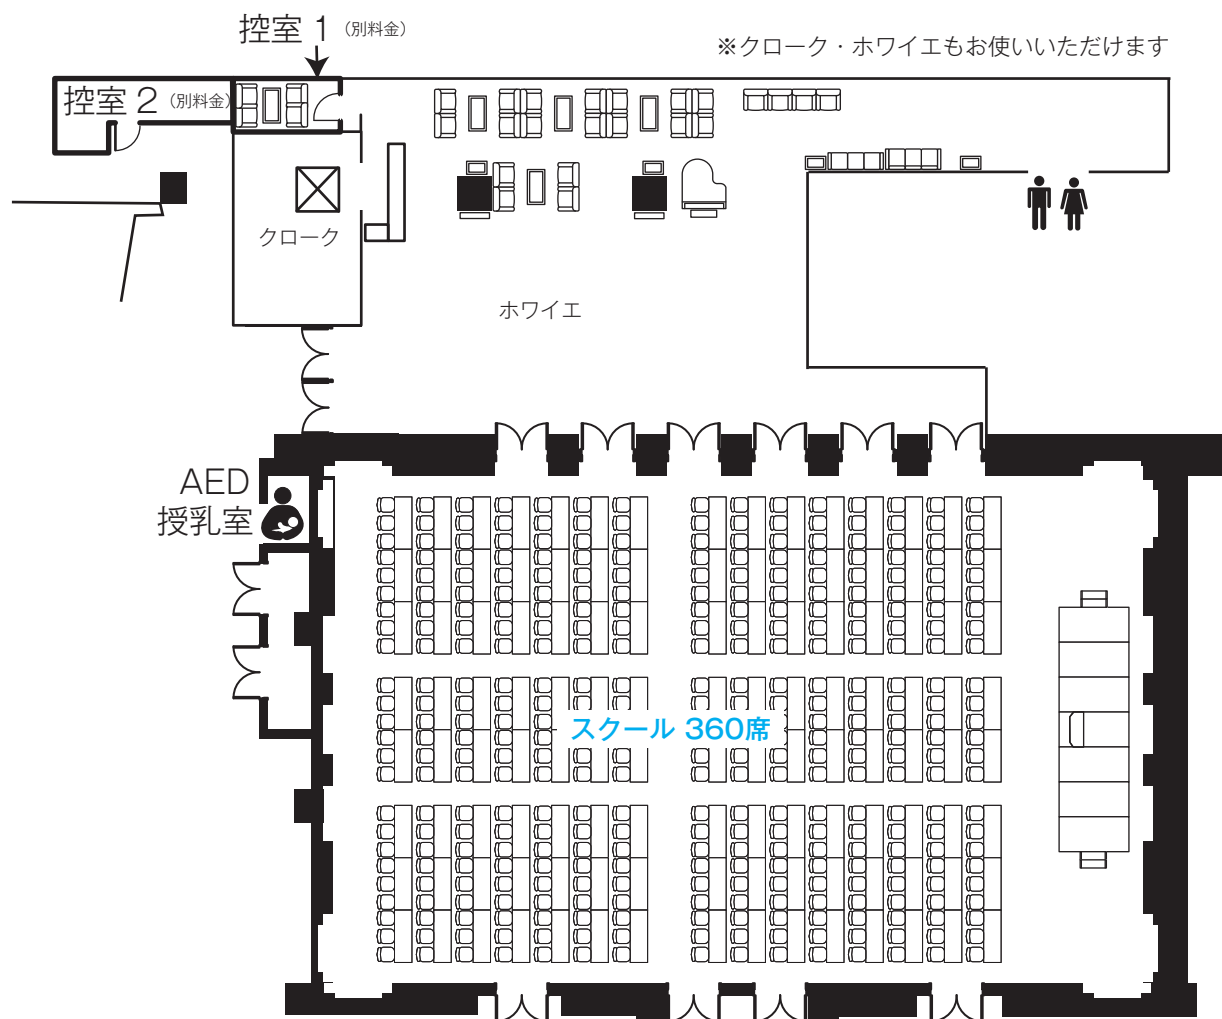 控室 1 (別料金)
※クローク・ホワイエもお使いいただけます
控室 2 (別料金)
クローク
ホワイエ
AED
授乳室
スクール 360席